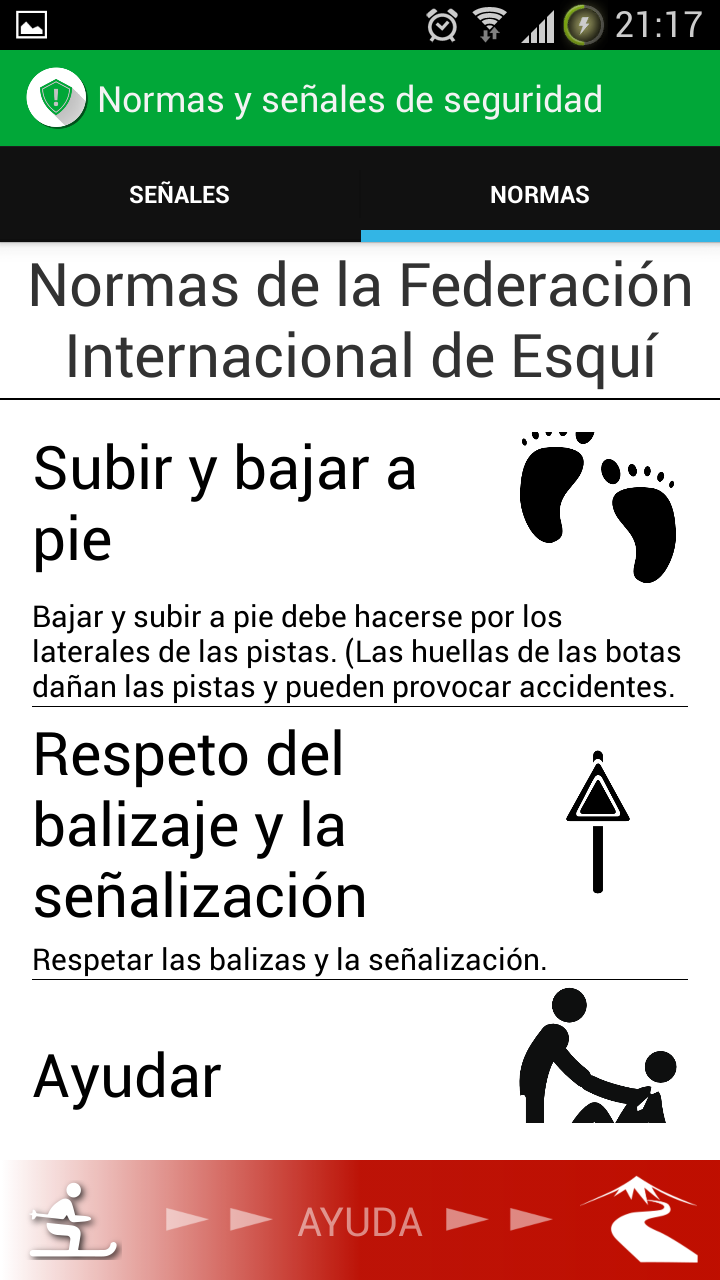 21:17
Normas y señales de seguridad
SEÑALES
NORMAS
Normas de la Federación
Internacional de Esquí
Subir y bajar a
pie
Bajar y subir a pie debe hacerse por los
laterales de las pistas. (Las huellas de las botas
dañan las pistas y pueden provocar accidentes.
Respeto del
balizaje y la
señalización
Respetar las balizas y la señalización.
Ayudar
AYUDA